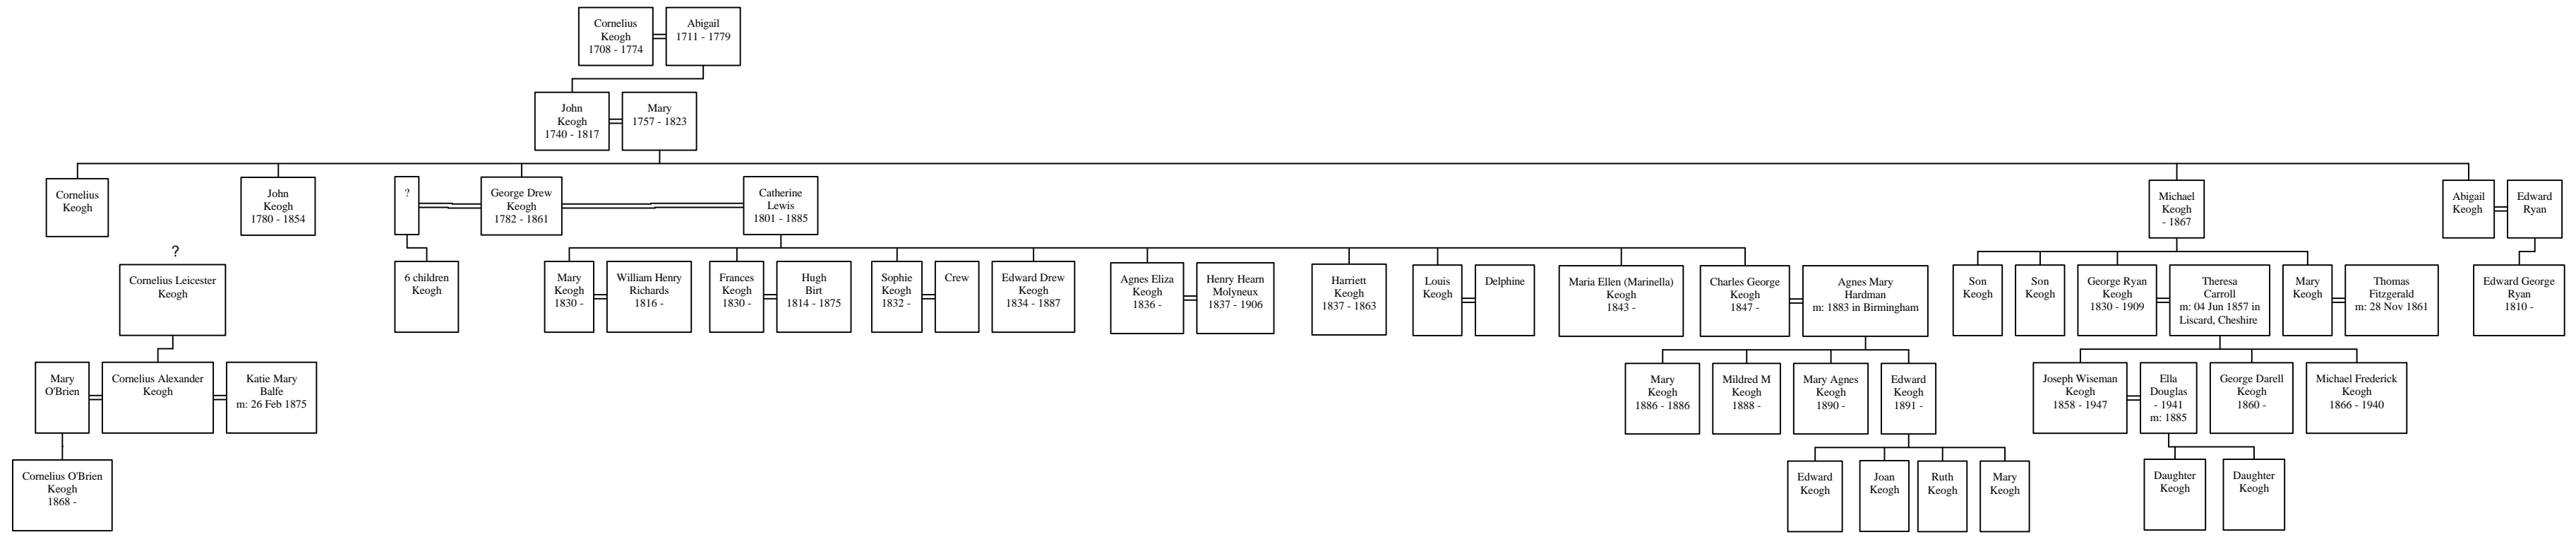 Cornelius
Keogh
1708 - 1774
Abigail
1711 - 1779
John
Keogh
1740 - 1817
Mary
1757 - 1823
Cornelius
Keogh
John
Keogh
1780 - 1854
?
George Drew
Keogh
1782 - 1861
Catherine
Lewis
1801 - 1885
Michael
Keogh
- 1867
Abigail
Keogh
Edward
Ryan
?
Cornelius Leicester
Keogh
6 children
Keogh
Mary
Keogh
1830 -
William Henry
Richards
1816 -
Frances
Keogh
1830 -
Hugh
Birt
1814 - 1875
Sophie
Keogh
1832 -
Crew
Edward Drew
Keogh
1834 - 1887
Agnes Eliza
Keogh
1836 -
Henry Hearn
Molyneux
1837 - 1906
Harriett
Keogh
1837 - 1863
Louis
Keogh
Delphine
Maria Ellen (Marinella)
Keogh
1843 -
Charles George
Keogh
1847 -
Agnes Mary
Hardman
m: 1883 in Birmingham
Son
Keogh
Son
Keogh
George Ryan
Keogh
1830 - 1909
Theresa
Carroll
m: 04 Jun 1857 in
Liscard, Cheshire
Mary
Keogh
Thomas
Fitzgerald
m: 28 Nov 1861
Edward George
Ryan
1810 -
Mary
O'Brien
Cornelius Alexander
Keogh
Katie Mary
Balfe
m: 26 Feb 1875
Mary
Keogh
1886 - 1886
Mildred M
Keogh
1888 -
Mary Agnes
Keogh
1890 -
Edward
Keogh
1891 -
Joseph Wiseman
Keogh
1858 - 1947
Ella
Douglas
- 1941
m: 1885
George Darell
Keogh
1860 -
Michael Frederick
Keogh
1866 - 1940
Cornelius O'Brien
Keogh
1868 -
Edward
Keogh
Joan
Keogh
Ruth
Keogh
Mary
Keogh
Daughter
Keogh
Daughter
Keogh